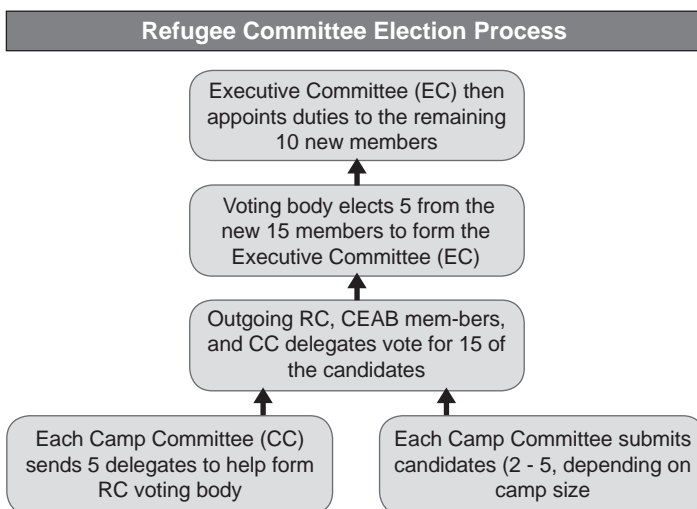 Refugee Committee Election Process
Executive Committee (EC) then
appoints duties to the remaining
10 new members
Voting body elects 5 from the
new 15 members to form the
Executive Committee (EC)
Outgoing RC, CEAB mem-bers,
and CC delegates vote for 15 of
the candidates
Each Camp Committee (CC)
sends 5 delegates to help form
RC voting body
Each Camp Committee submits
candidates (2 - 5, depending on
camp size